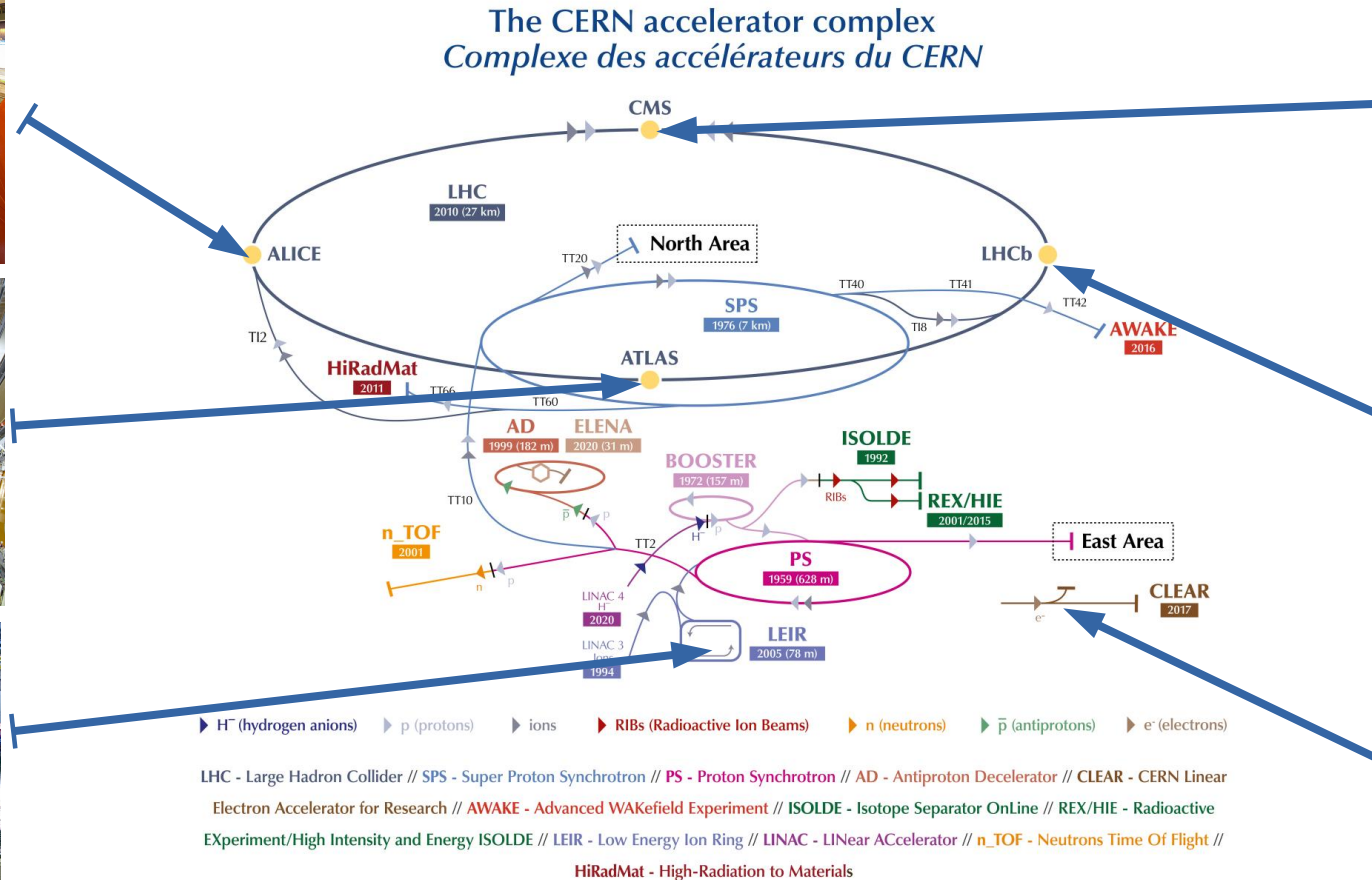 The CERN accelerator complex
Complexe des accélérateurs du CERN
CMS
LHC
2010 (27 km)
North Area
ALICE
TT20
LHCb
TT40
TT41
SPS
1976 (7 km)
TT42
TI8
TI2
AWAKE
2016
ATLAS
HiRadMat
2011
TT66
TT60
AD
1999 (182 m)
ELENA
2020 (31 m)
ISOLDE
1992
BOOSTER
1972 (157 m)
RIBs
REX/HIE
2001/2015
TT10
p̅
p
H⁻
p
n_TOF
2001
TT2
East Area
PS
1959 (628 m)
n
p
LINAC 4
H⁻
2020
CLEAR
2017
e⁻
LEIR
2005 (78 m)
LINAC 3
Ions
1994
H⁻ (hydrogen anions)
p (protons)
ions
RIBs (Radioactive Ion Beams)
n (neutrons)
p̅ (antiprotons)
e⁻ (electrons)
LHC - Large Hadron Collider // SPS - Super Proton Synchrotron // PS - Proton Synchrotron // AD - Antiproton Decelerator // CLEAR - CERN Linear
Electron Accelerator for Research // AWAKE - Advanced WAKefield Experiment // ISOLDE - Isotope Separator OnLine // REX/HIE - Radioactive
EXperiment/High Intensity and Energy ISOLDE // LEIR - Low Energy Ion Ring // LINAC - LINear ACcelerator // n_TOF - Neutrons Time Of Flight //
HiRadMat - High-Radiation to Materials